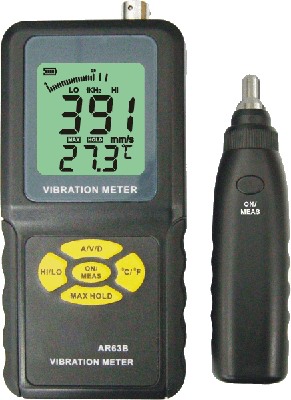 LO 1KHz HI
391
MAX HOLD mm/s
27.3°C
VIBRATION METER
A/V/D
HI/LO
ON/
MEAS
°C/°F
MAX HOLD
AR63B
VIBRATION METER
ON/
MEAS